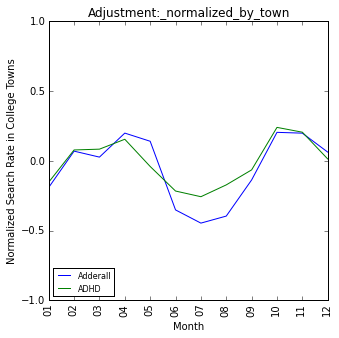 Adjustment:_normalized_by_town
Normalized Search Rate in College Towns
1.0
0.5
0.0
−0.5
−1.0
Adderall
ADHD
01 02 03 04 05 06 07 08 09 10 11 12
Month